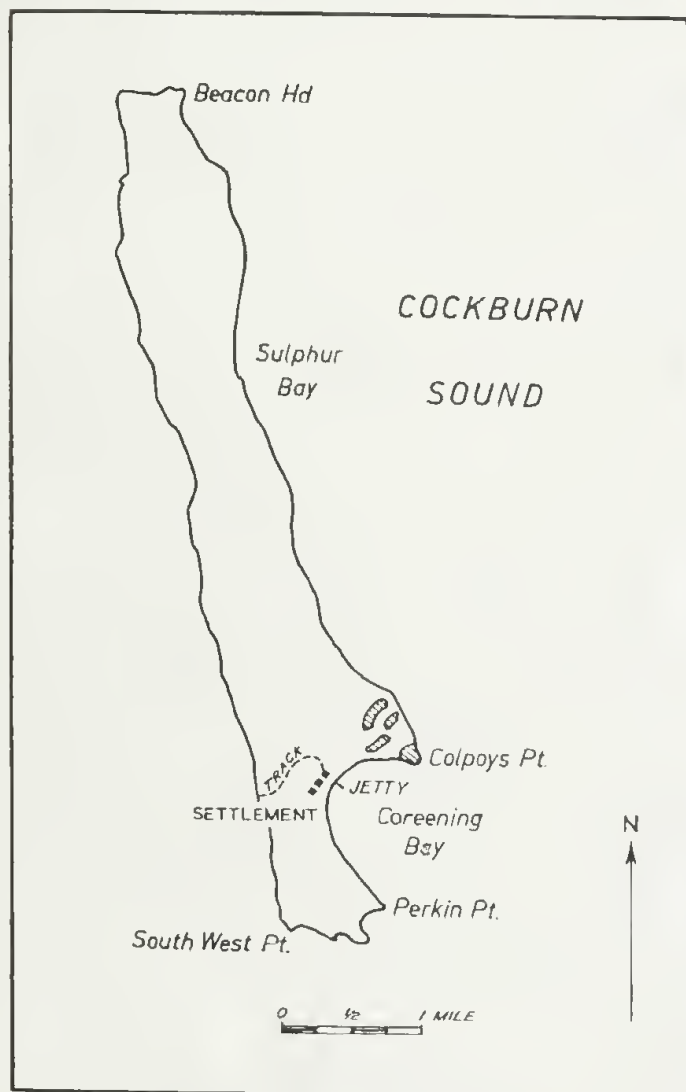 Beacon Hd
COCKBURN
SOUND
Sulphur
Bay
Colpoys Pt.
TRACK
JETTY
SETTLEMENT
Coreening
Bay
N
Perkin Pt.
South West Pt.
0 1/2 1 MILE